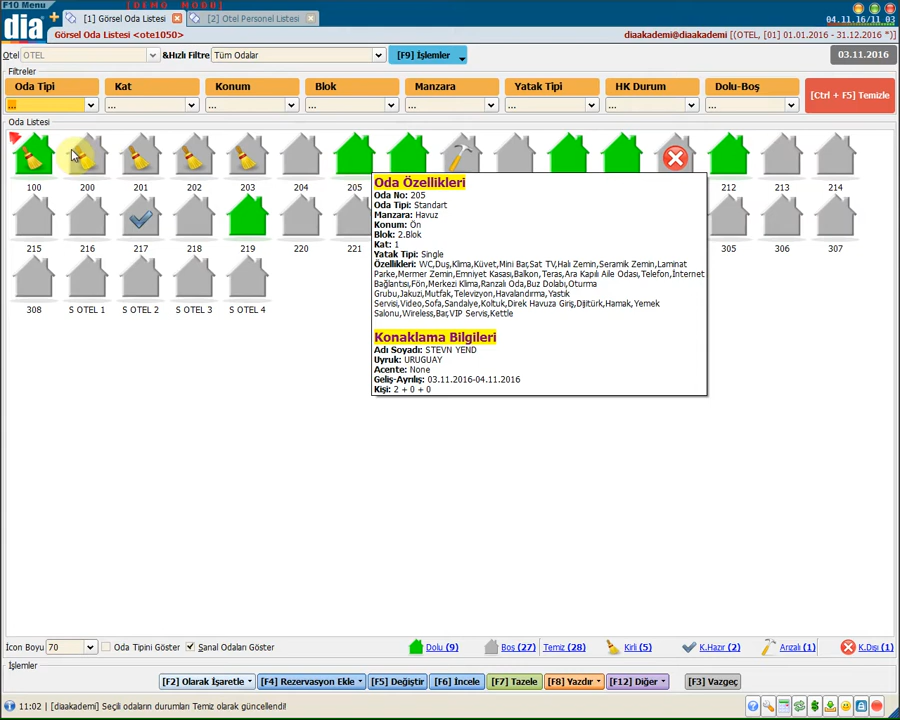 F10 Menu
[ D E M O  M O D U ]
dia
[1] Görsel Oda Listesi
[2] Otel Personel Listesi
04.11.16/11 03
Görsel Oda Listesi <ote1050>
diaakademi@diaakademi [(OTEL, [01] 01.01.2016 - 31.12.2016 *)]
Otel OTEL &Hızlı Filtre Tüm Odalar [F9] İşlemler 03.11.2016
Filtreler
Oda Tipi Kat Konum Blok Manzara Yatak Tipi HK Durum Dolu-Boş [Ctrl + F5] Temizle
... ... ... ... ... ... ... ...
Oda Listesi
100 200 201 202 203 204 205 212 213 214
Oda Özellikleri
Oda No: 205
Oda Tipi: Standart
Manzara: Havuz
Konum: Ön
Blok: 2.Blok
Kat: 1
Yatak Tipi: Single
Özellikleri: WC,Duş,Klima,Küvet,Mini Bar,Sat TV,Halı Zemin,Seramik Zemin,Laminat
Parke,Mermer Zemin,Emniyet Kasası,Balkon,Teras,Ara Kapılı Aile Odası,Telefon,İnternet
Bağlantısı,Fön,Merkezi Klima,Ranzalı Oda,Buz Dolabı,Oturma
Grubu,Jakuzi,Mutfak,Televizyon,Havalandırma,Yastık
Servisi,Video,Sofa,Sandalye,Koltuk,Direk Havuza Giriş,Dijitürk,Hamak,Yemek
Salonu,Wireless,Bar,VIP Servis,Kettle
Konaklama Bilgileri
Adı Soyadı: STEVN YEND
Uyruk: URUGUAY
Acente: None
Geliş-Ayrılış: 03.11.2016-04.11.2016
Kişi: 2 + 0 + 0
215 216 217 218 219 220 221 305 306 307
308 S OTEL 1 S OTEL 2 S OTEL 3 S OTEL 4
İcon Boyu 70 Oda Tipini Göster Sanal Odaları Göster Dolu (9) Boş (27) Temiz (28) Kirli (5) K.Hazır (2) Arızalı (1) K.Dışı (1)
İşlemler
[F2] Olarak İşaretle [F4] Rezervasyon Ekle [F5] Değiştir [F6] İncele [F7] Tazele [F8] Yazdır [F12] Diğer [F3] Vazgeç
11:02 | [diaakademi] Seçili odaların durumları Temiz olarak güncellendi!